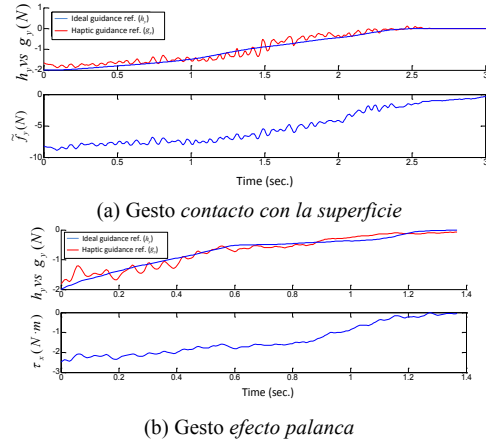 1
0
-1
-2
h_y vs g_y (N)
Ideal guidance ref. (h_y)
Haptic guidance ref. (g_y)
0 0.5 1 1.5 2 2.5 3
0
-5
-10
f̃_y(N)
0 0.5 1 1.5 2 2.5 3
Time (sec.)
(a) Gesto contacto con la superficie
0
-1
-2
h_y vs g_y (N)
Ideal guidance ref. (h_y)
Haptic guidance ref. (g_y)
0 0.2 0.4 0.6 0.8 1 1.2 1.4
0
-1
-2
-3
τ_x (N·m)
0 0.2 0.4 0.6 0.8 1 1.2 1.4
Time (sec.)
(b) Gesto efecto palanca